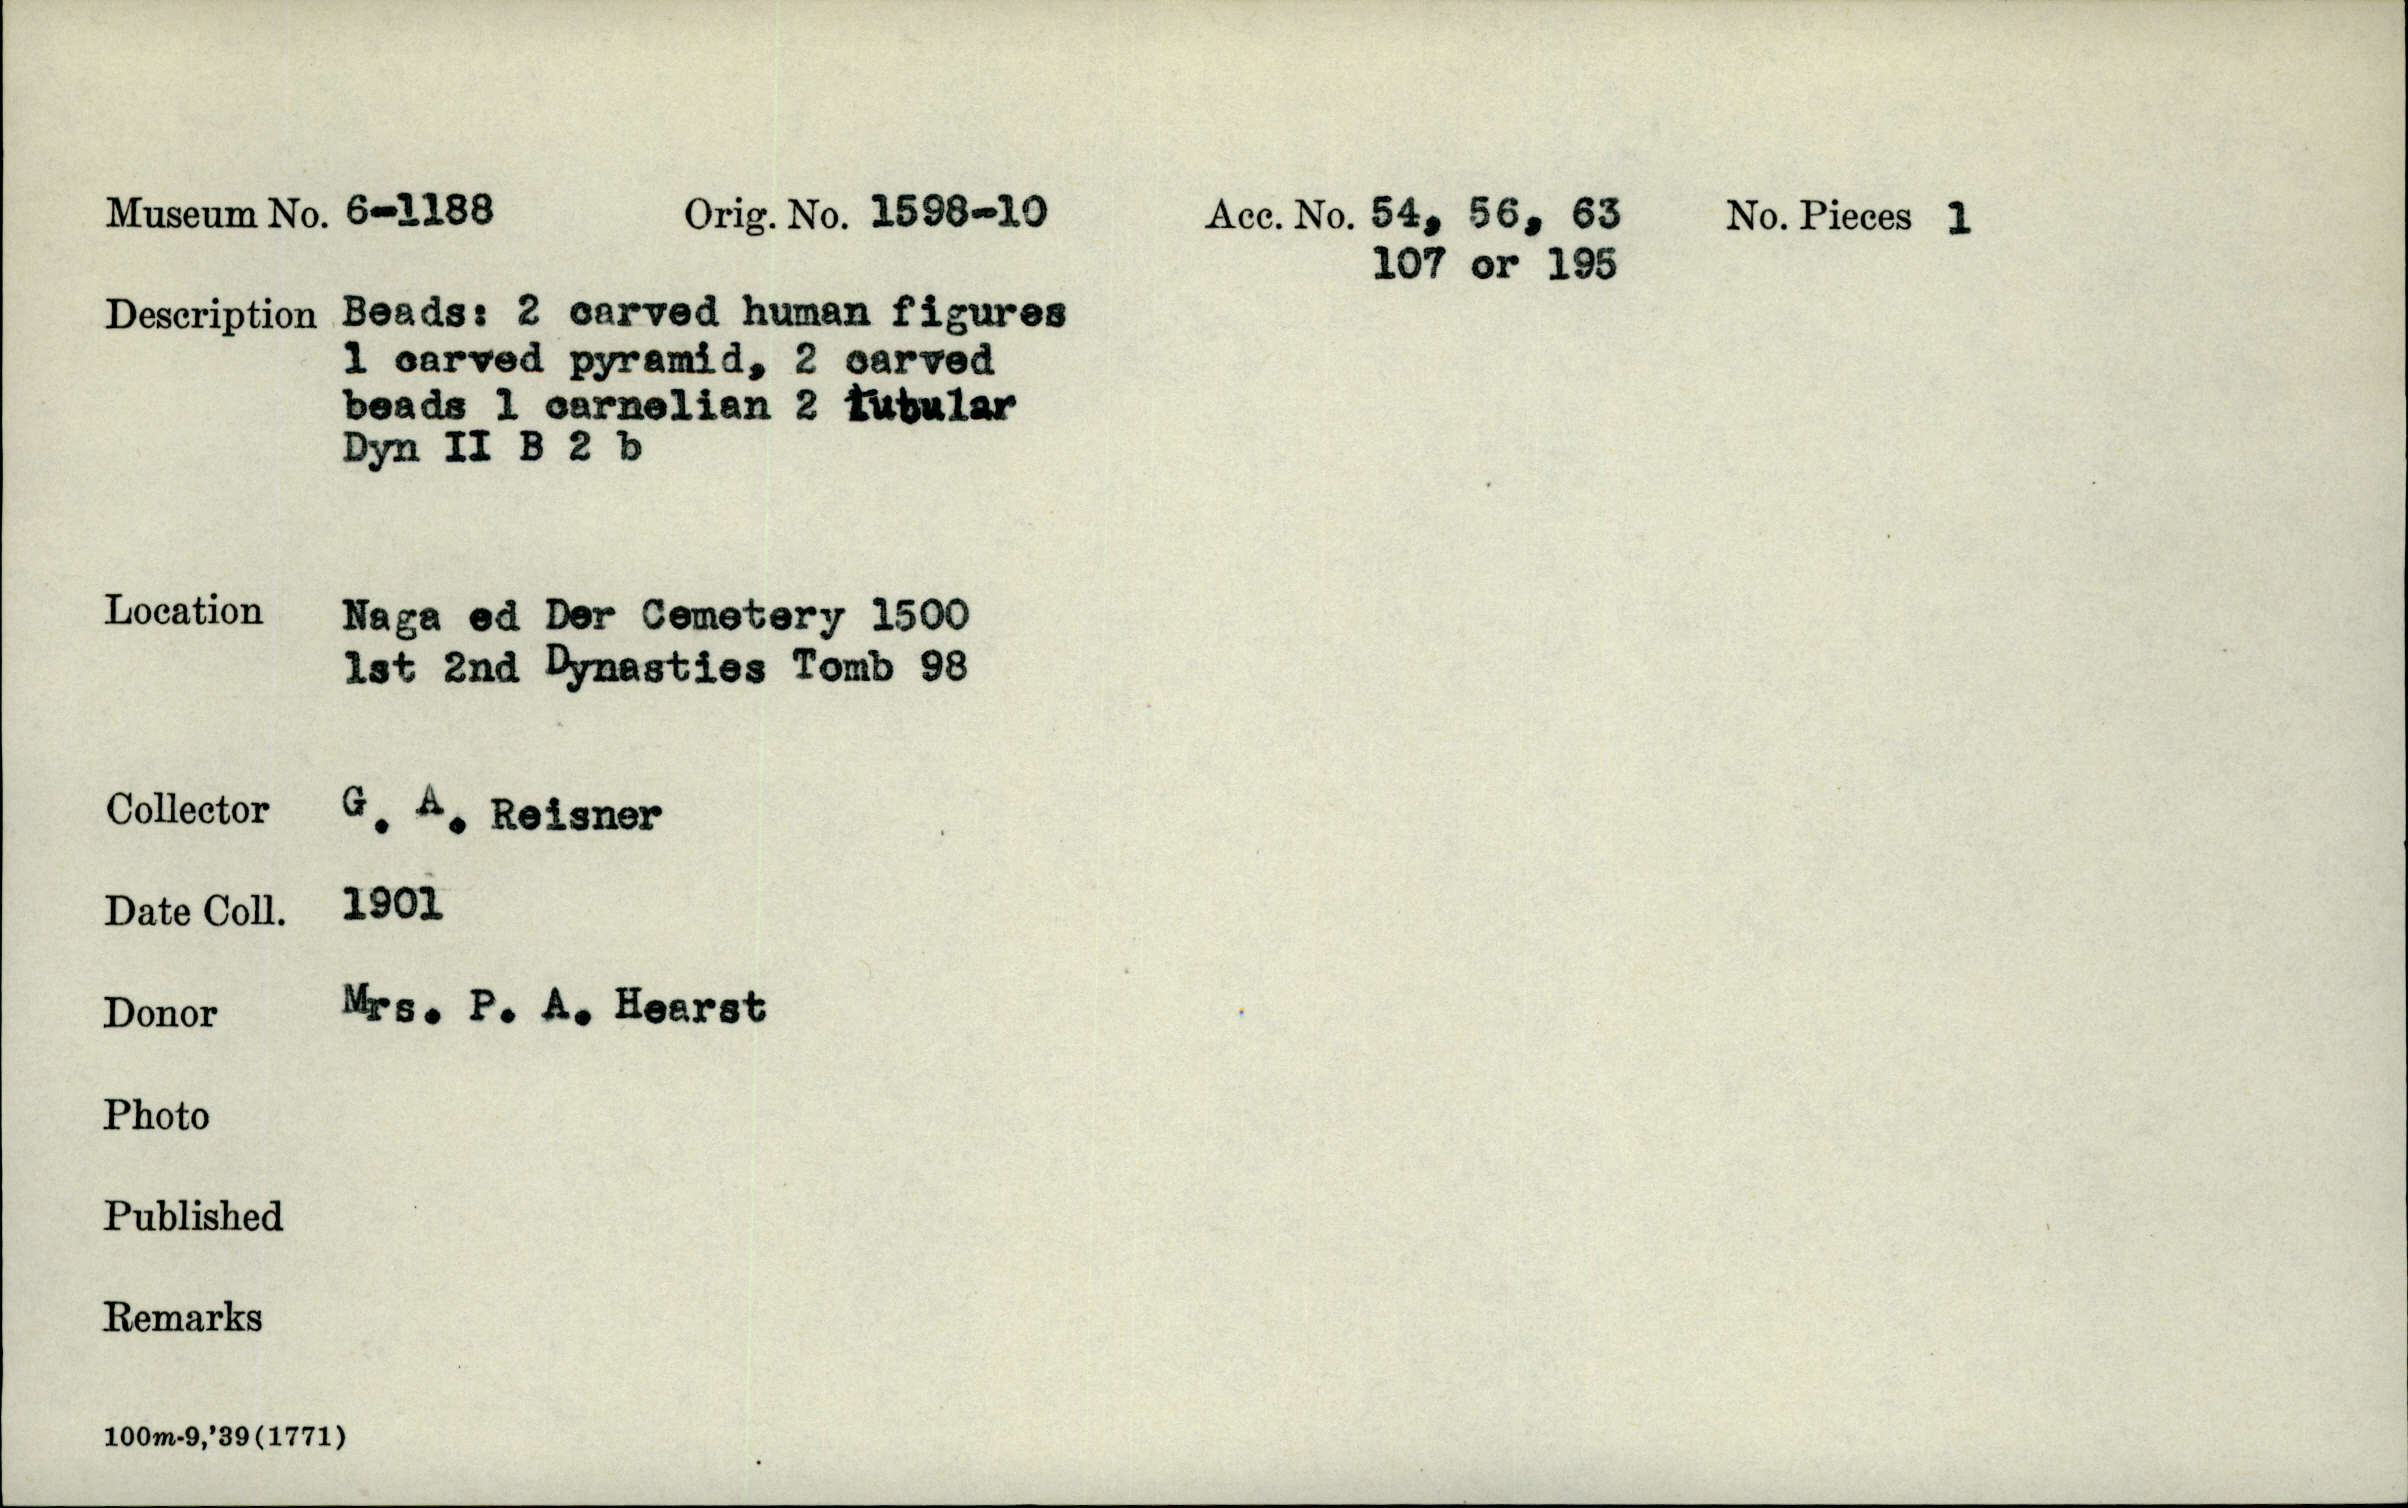 Museum No. 6-1188 Orig. No. 1598-10 Acc. No. 54, 56, 63 No. Pieces 1
107 or 195
Description Beads: 2 carved human figures
1 carved pyramid, 2 carved
beads 1 carnelian 2 tubular
Dyn II B 2 b
Location Naga ed Der Cemetery 1500
1st 2nd Dynasties Tomb 98
Collector G. A. Reisner
Date Coll. 1901
Donor Mrs. P. A. Hearst
Photo
Published
Remarks
100m-9,'39(1771)